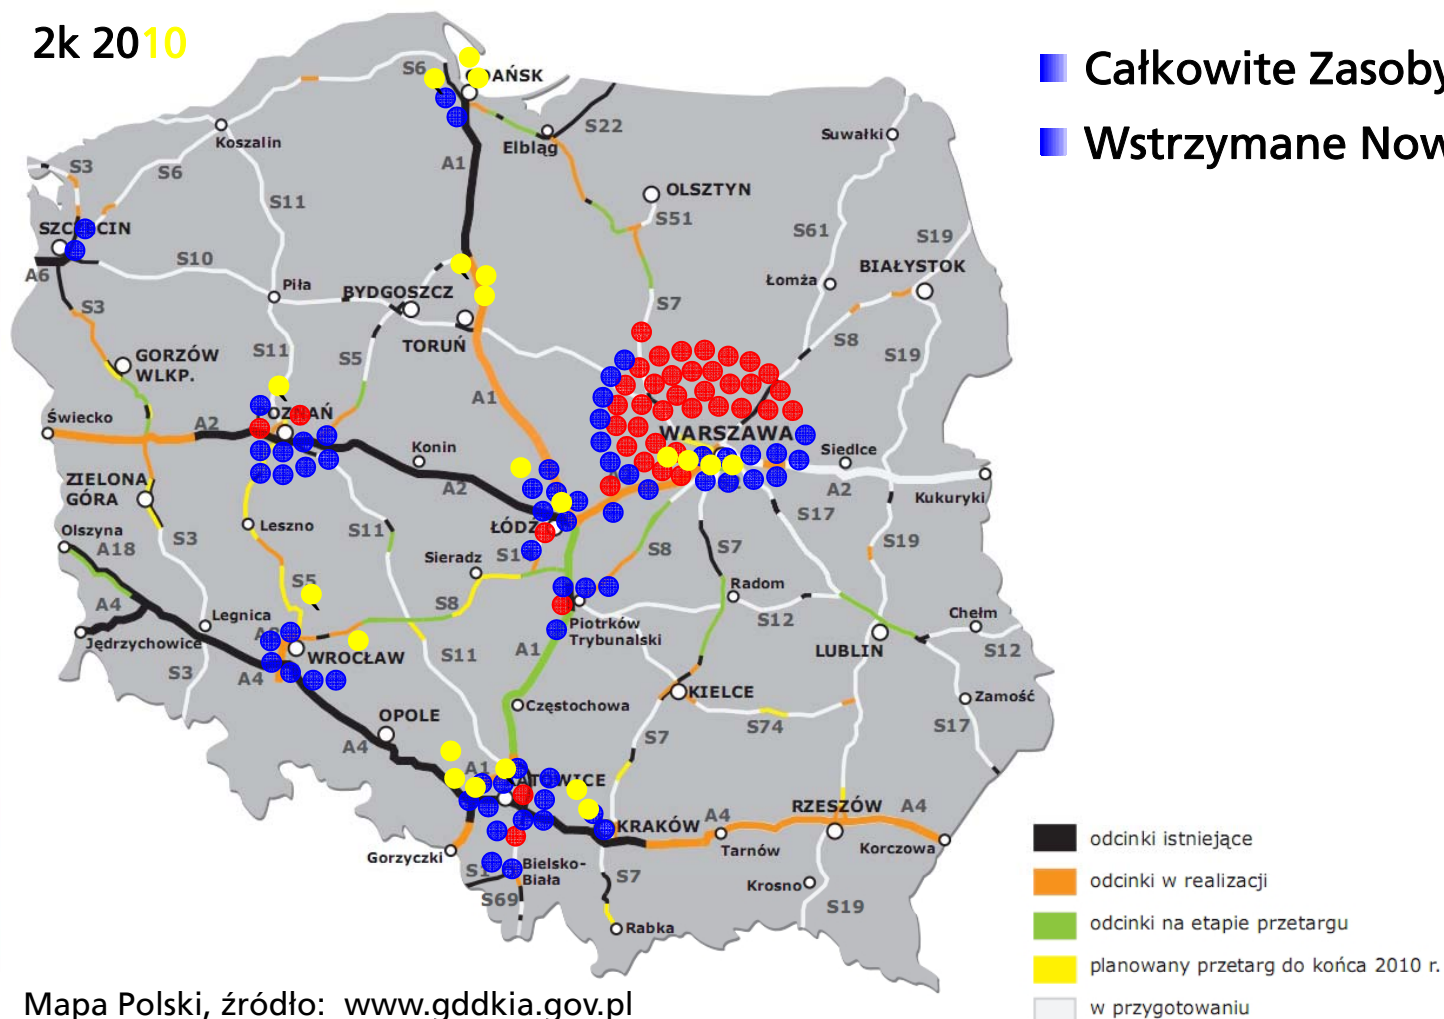 2k 2010
Całkowite Zasoby
Wstrzymane Now
S6
GDAŃSK
S22
Suwałki
Koszalin
Elbląg
A1
S3
S6
OLSZTYN
S11
S51
S61
SZCZECIN
S19
S10
BIAŁYSTOK
A6
Łomża
Piła
BYDGOSZCZ
S3
S7
TORUŃ
S8
GORZÓW
WLKP.
S11
S5
S19
A1
Świecko
A2
POZNAŃ
WARSZAWA
Konin
Siedlce
ZIELONA
GÓRA
A2
A2
Kukuryki
Leszno
S11
ŁÓDŹ
S17
Olszyna
S3
S19
A18
Sieradz
S1
S8
S7
S5
Radom
A4
Legnica
S8
S12
Chełm
Jędrzychowice
A8
Piotrków
Trybunalski
WROCŁAW
S11
A1
LUBLIN
S12
S3
A4
KIELCE
Zamość
Częstochowa
OPOLE
S74
S17
A4
S7
A1
KATOWICE
RZESZÓW
A4
KRAKÓW
A4
Tarnów
Korczowa
Gorzyczki
S1
Bielsko-
Biała
S7
Krosno
S69
S19
Rabka
odcinki istniejące
odcinki w realizacji
odcinki na etapie przetargu
planowany przetarg do końca 2010 r.
w przygotowaniu
Mapa Polski, źródło: www.gddkia.gov.pl